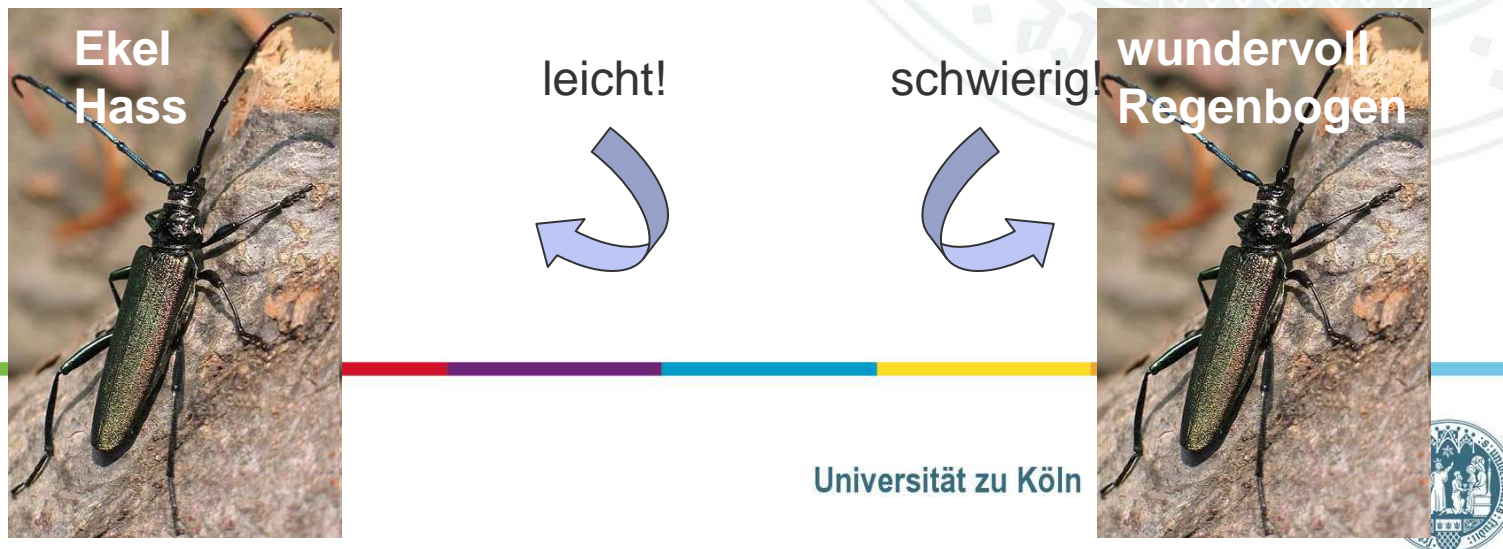 Ekel
Hass
leicht!
schwierig!
wundervoll
Regenbogen
Universität zu Köln